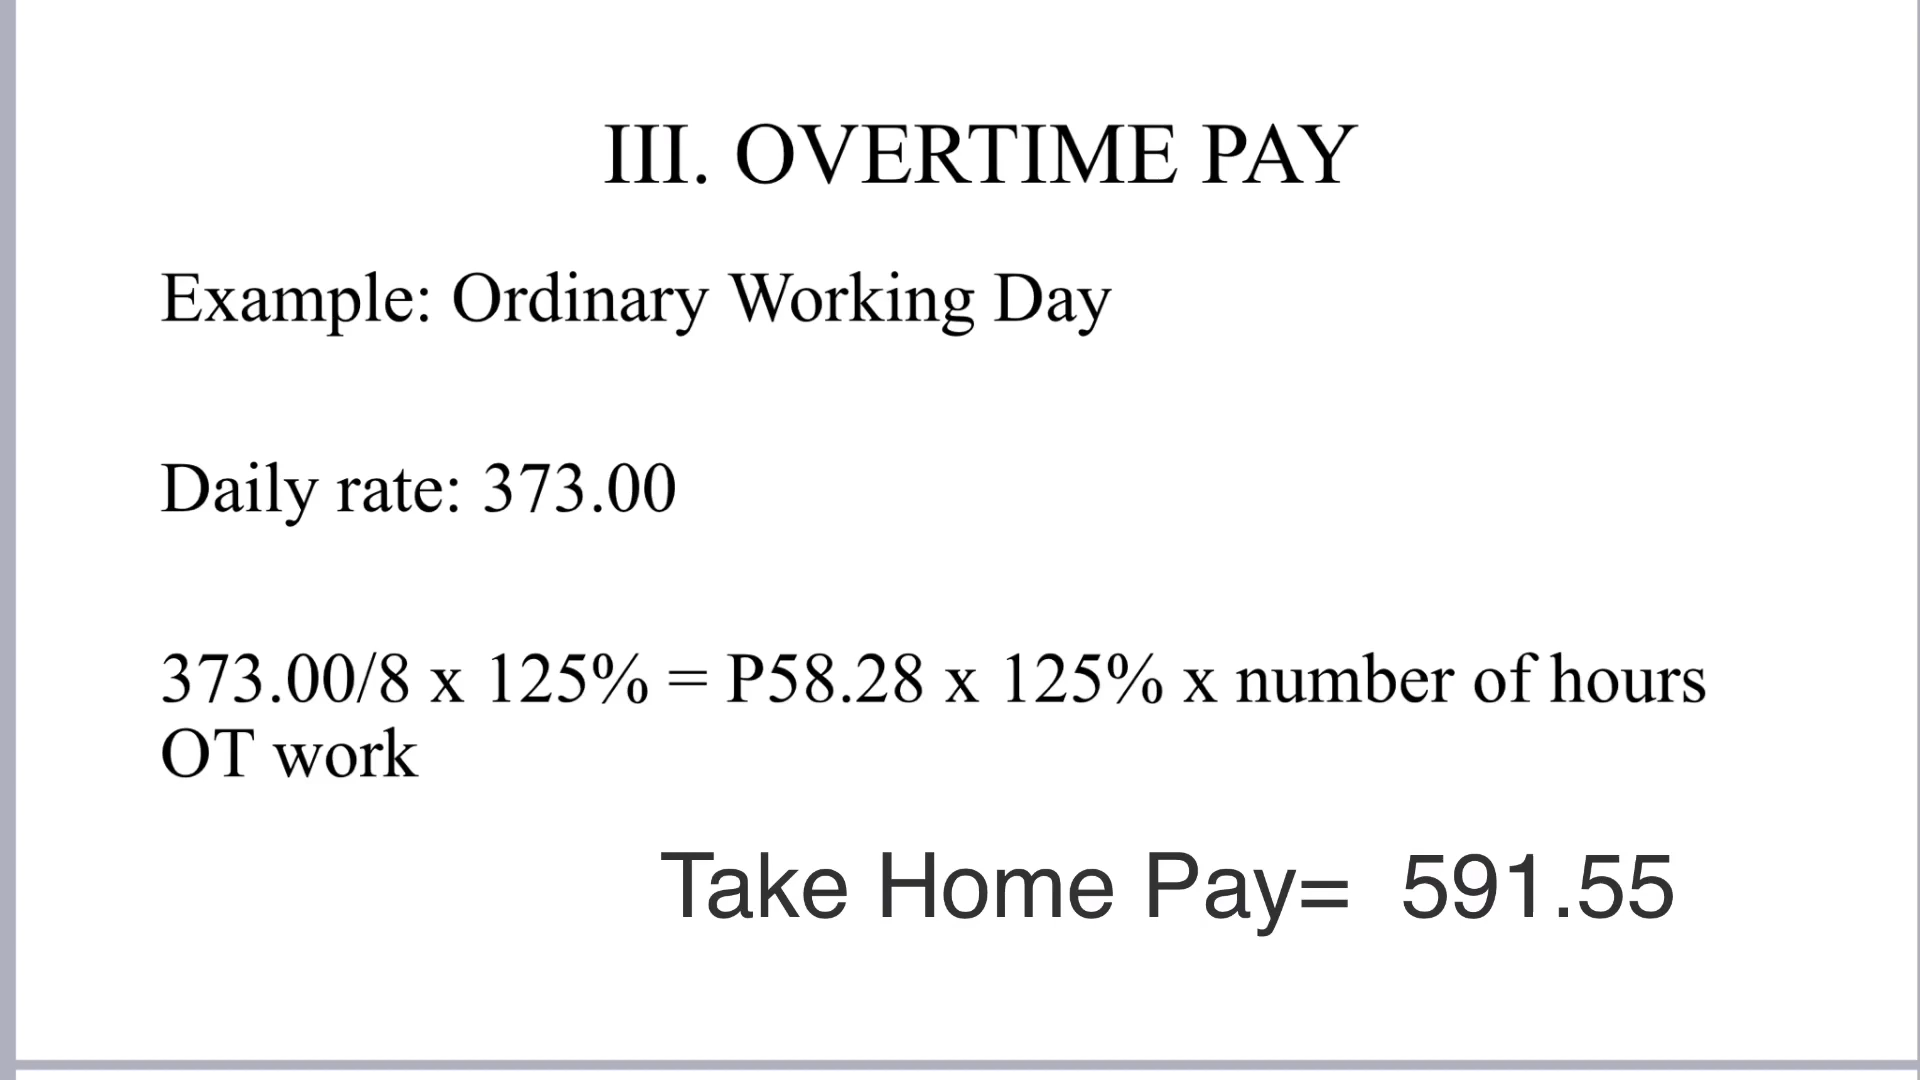 III. OVERTIME PAY
Example: Ordinary Working Day
Daily rate: 373.00
373.00/8 x 125% = P58.28 x 125% x number of hours
OT work
Take Home Pay= 591.55